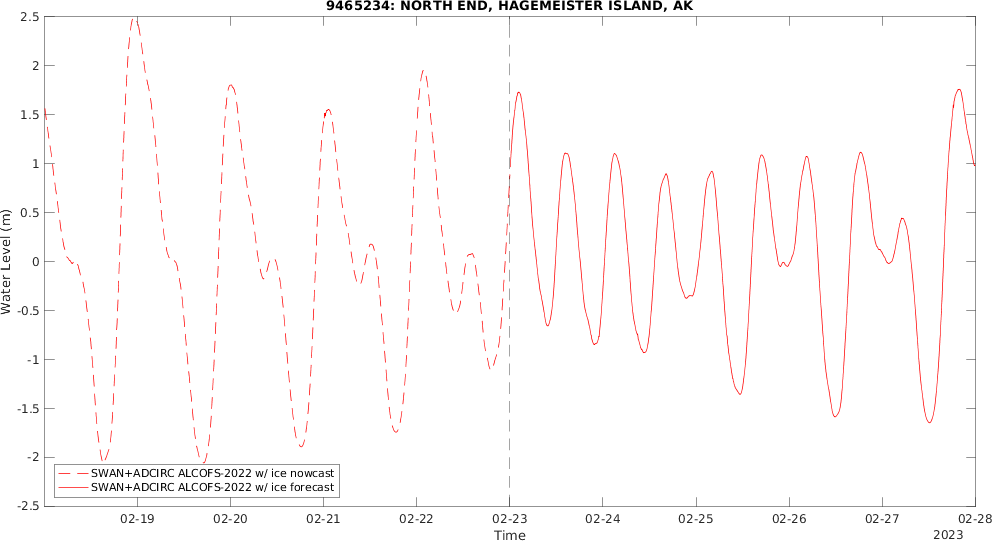 9465234: NORTH END, HAGEMEISTER ISLAND, AK
2.5
2
1.5
1
0.5
0
-0.5
-1
-1.5
-2
-2.5
Water Level (m)
SWAN+ADCIRC ALCOFS-2022 w/ ice nowcast
SWAN+ADCIRC ALCOFS-2022 w/ ice forecast
02-19 02-20 02-21 02-22 02-23 02-24 02-25 02-26 02-27 02-28
Time
2023